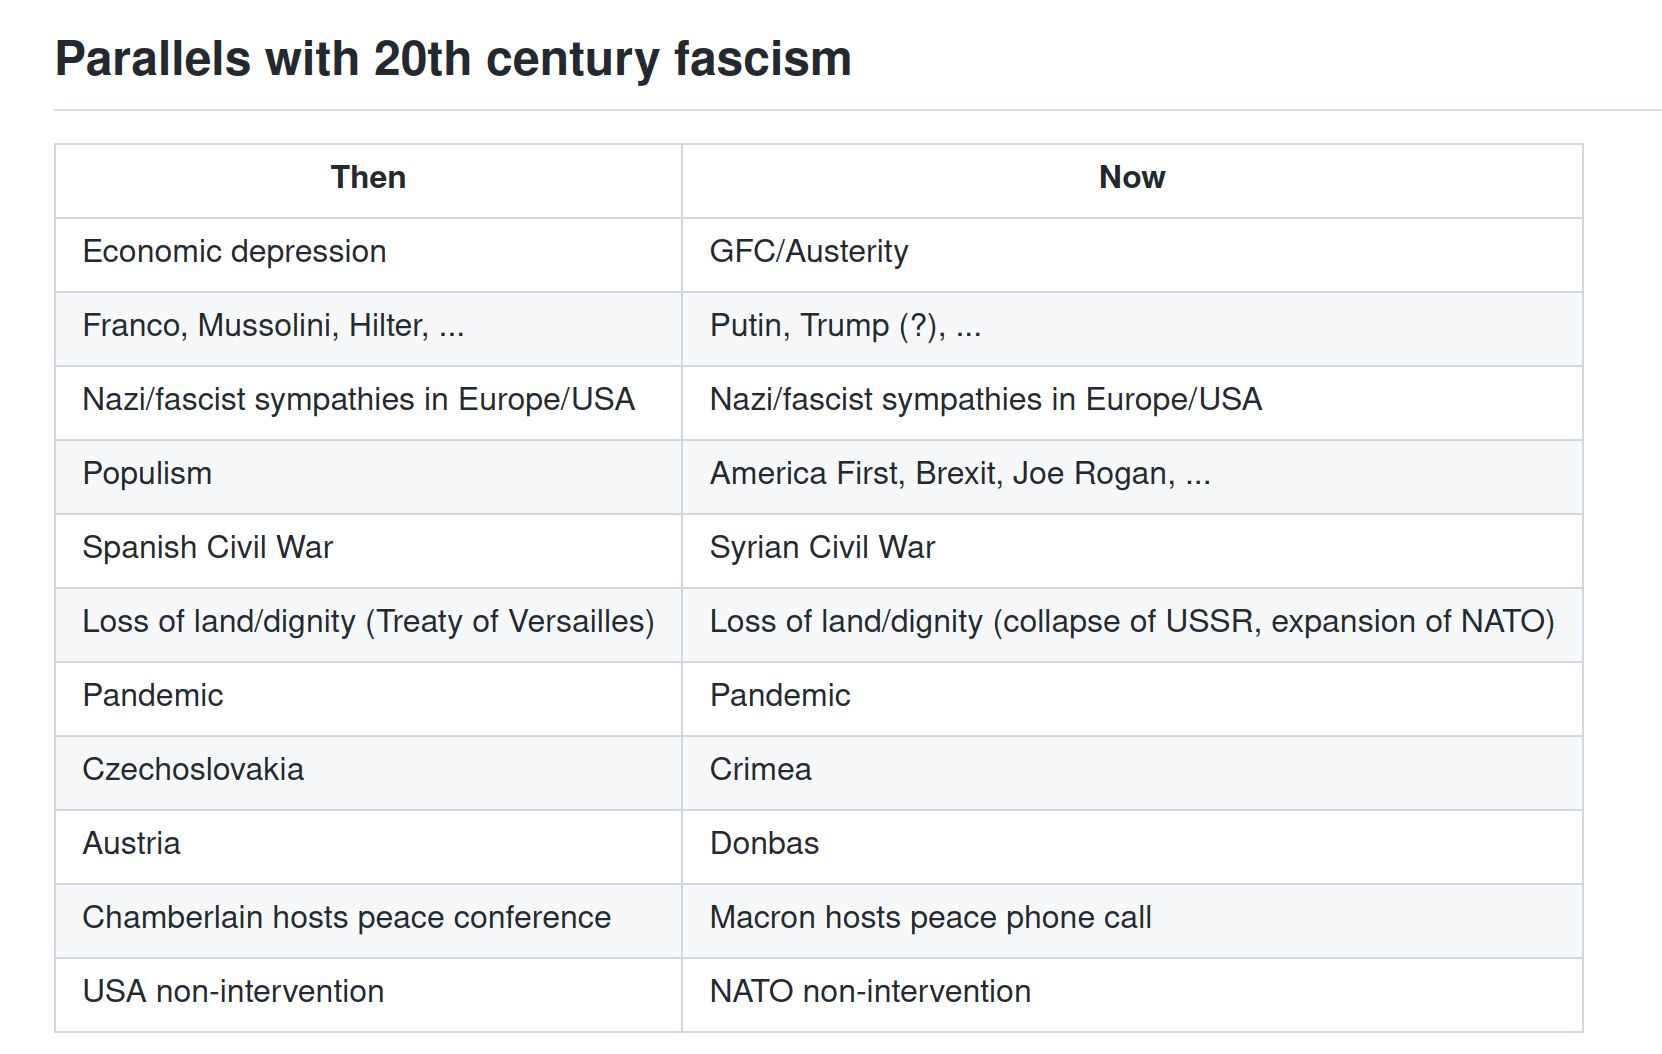 Parallels with 20th century fascism
Then Now
Economic depression GFC/Austerity
Franco, Mussolini, Hilter, ... Putin, Trump (?), ...
Nazi/fascist sympathies in Europe/USA Nazi/fascist sympathies in Europe/USA
Populism America First, Brexit, Joe Rogan, ...
Spanish Civil War Syrian Civil War
Loss of land/dignity (Treaty of Versailles) Loss of land/dignity (collapse of USSR, expansion of NATO)
Pandemic Pandemic
Czechoslovakia Crimea
Austria Donbas
Chamberlain hosts peace conference Macron hosts peace phone call
USA non-intervention NATO non-intervention